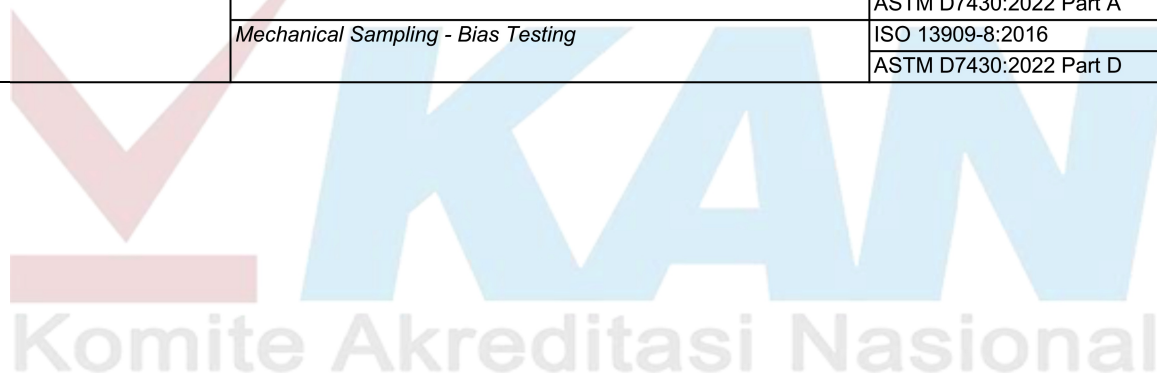 ASTM D7430:2022 Part A
Mechanical Sampling - Bias Testing
ISO 13909-8:2016
ASTM D7430:2022 Part D
KAN
Komite Akreditasi Nasional